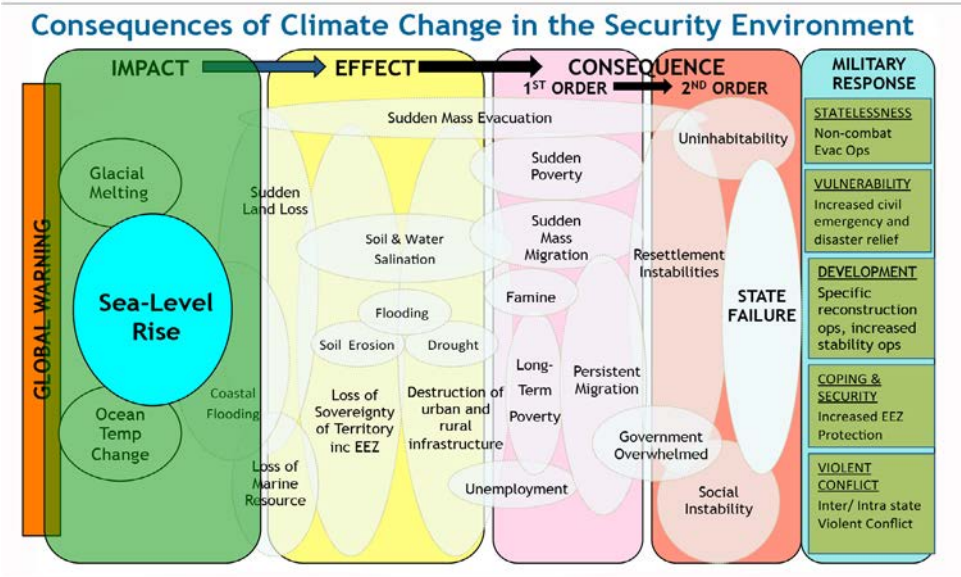 Consequences of Climate Change in the Security Environment
IMPACT
EFFECT
CONSEQUENCE
1ST ORDER
2ND ORDER
MILITARY
RESPONSE
GLOBAL WARNING
Glacial
Melting
Sea-Level
Rise
Ocean
Temp
Change
Sudden
Land Loss
Coastal
Flooding
Loss of
Marine
Resource
Sudden Mass Evacuation
Soil & Water
Salination
Flooding
Soil Erosion
Drought
Loss of
Sovereignty
of Territory
inc EEZ
Destruction of
urban and
rural
infrastructure
Sudden
Poverty
Sudden
Mass
Migration
Famine
Long-
Term
Poverty
Persistent
Migration
Unemployment
Uninhabitability
Resettlement
Instabilities
STATE
FAILURE
Government
Overwhelmed
Social
Instability
STATELESSNESS
Non-combat
Evac Ops
VULNERABILITY
Increased civil
emergency and
disaster relief
DEVELOPMENT
Specific
reconstruction
ops, increased
stability ops
COPING &
SECURITY
Increased EEZ
Protection
VIOLENT
CONFLICT
Inter/ Intra state
Violent Conflict